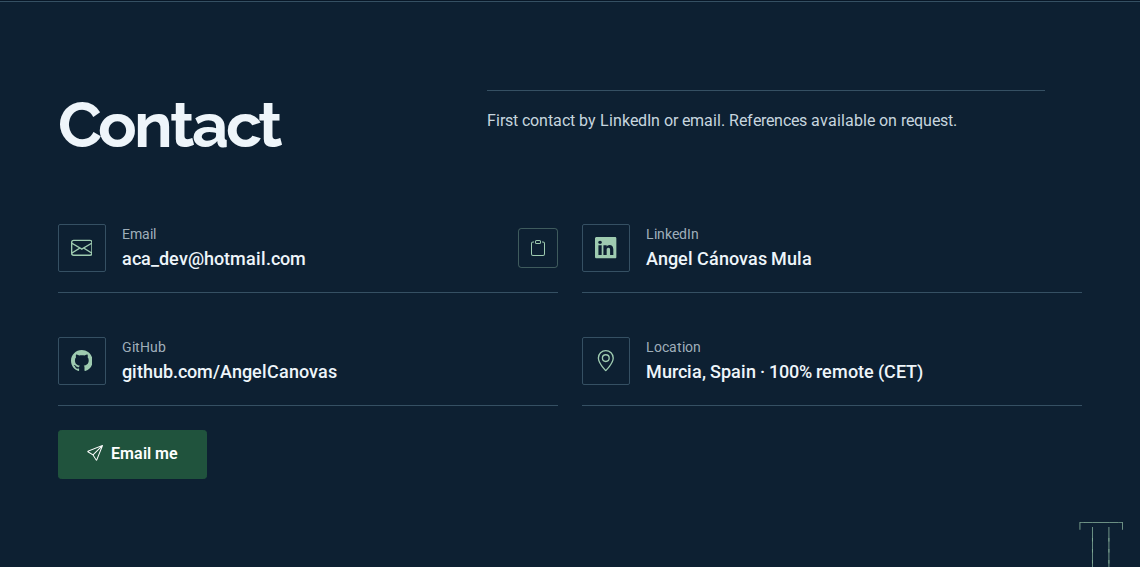 Contact
First contact by LinkedIn or email. References available on request.
Email
aca_dev@hotmail.com
LinkedIn
Angel Cánovas Mula
GitHub
github.com/AngelCanovas
Location
Murcia, Spain · 100% remote (CET)
Email me